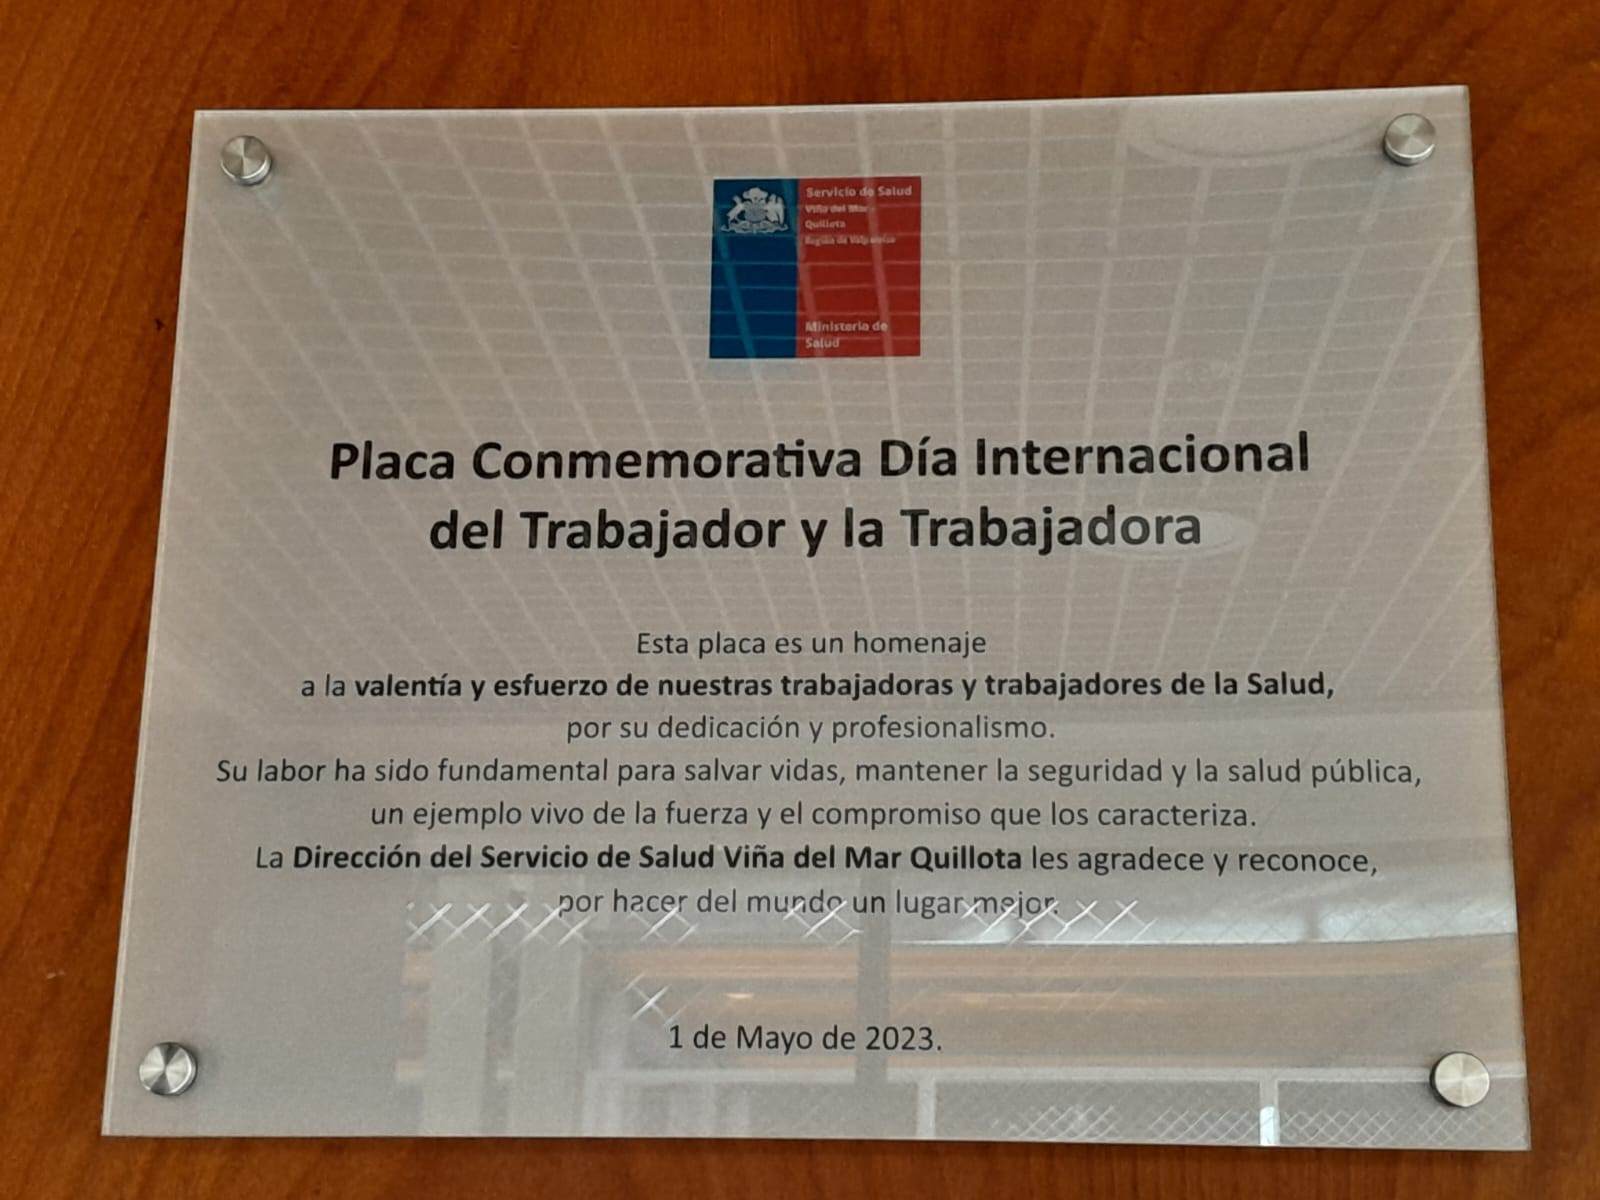 Servicio de Salud
Viña del Mar
Quillota
Región de Valparaíso
Ministerio de
Salud
Placa Conmemorativa Día Internacional
del Trabajador y la Trabajadora
Esta placa es un homenaje
a la valentía y esfuerzo de nuestras trabajadoras y trabajadores de la Salud,
por su dedicación y profesionalismo.
Su labor ha sido fundamental para salvar vidas, mantener la seguridad y la salud pública,
un ejemplo vivo de la fuerza y el compromiso que los caracteriza.
La Dirección del Servicio de Salud Viña del Mar Quillota les agradece y reconoce,
por hacer del mundo un lugar mejor.
1 de Mayo de 2023.